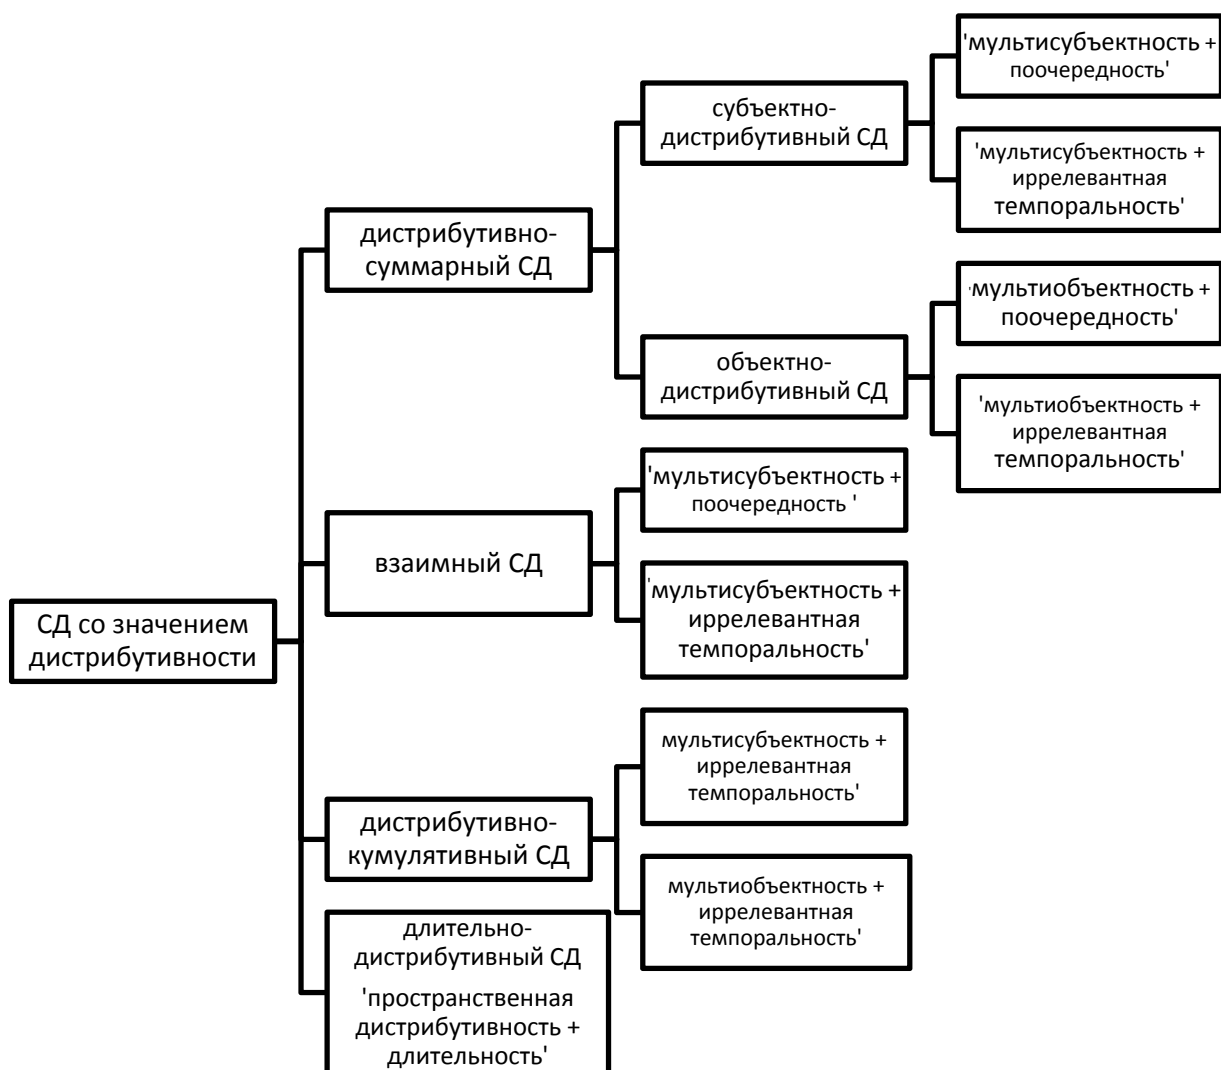 'мультисубъектность +
поочередность'
субъектно-
дистрибутивный СД
'мультисубъектность +
иррелевантная
темпоральность'
дистрибутивно-
суммарный СД
'мультиобъектность +
поочередность'
объектно-
дистрибутивный СД
'мультиобъектность +
иррелевантная
темпоральность'
'мультисубъектность +
поочередность '
взаимный СД
'мультисубъектность +
иррелевантная
темпоральность'
СД со значением
дистрибутивности
мультисубъектность +
иррелевантная
темпоральность'
дистрибутивно-
кумулятивный СД
мультиобъектность +
иррелевантная
темпоральность'
длительно-
дистрибутивный СД
'пространственная
дистрибутивность +
длительность'